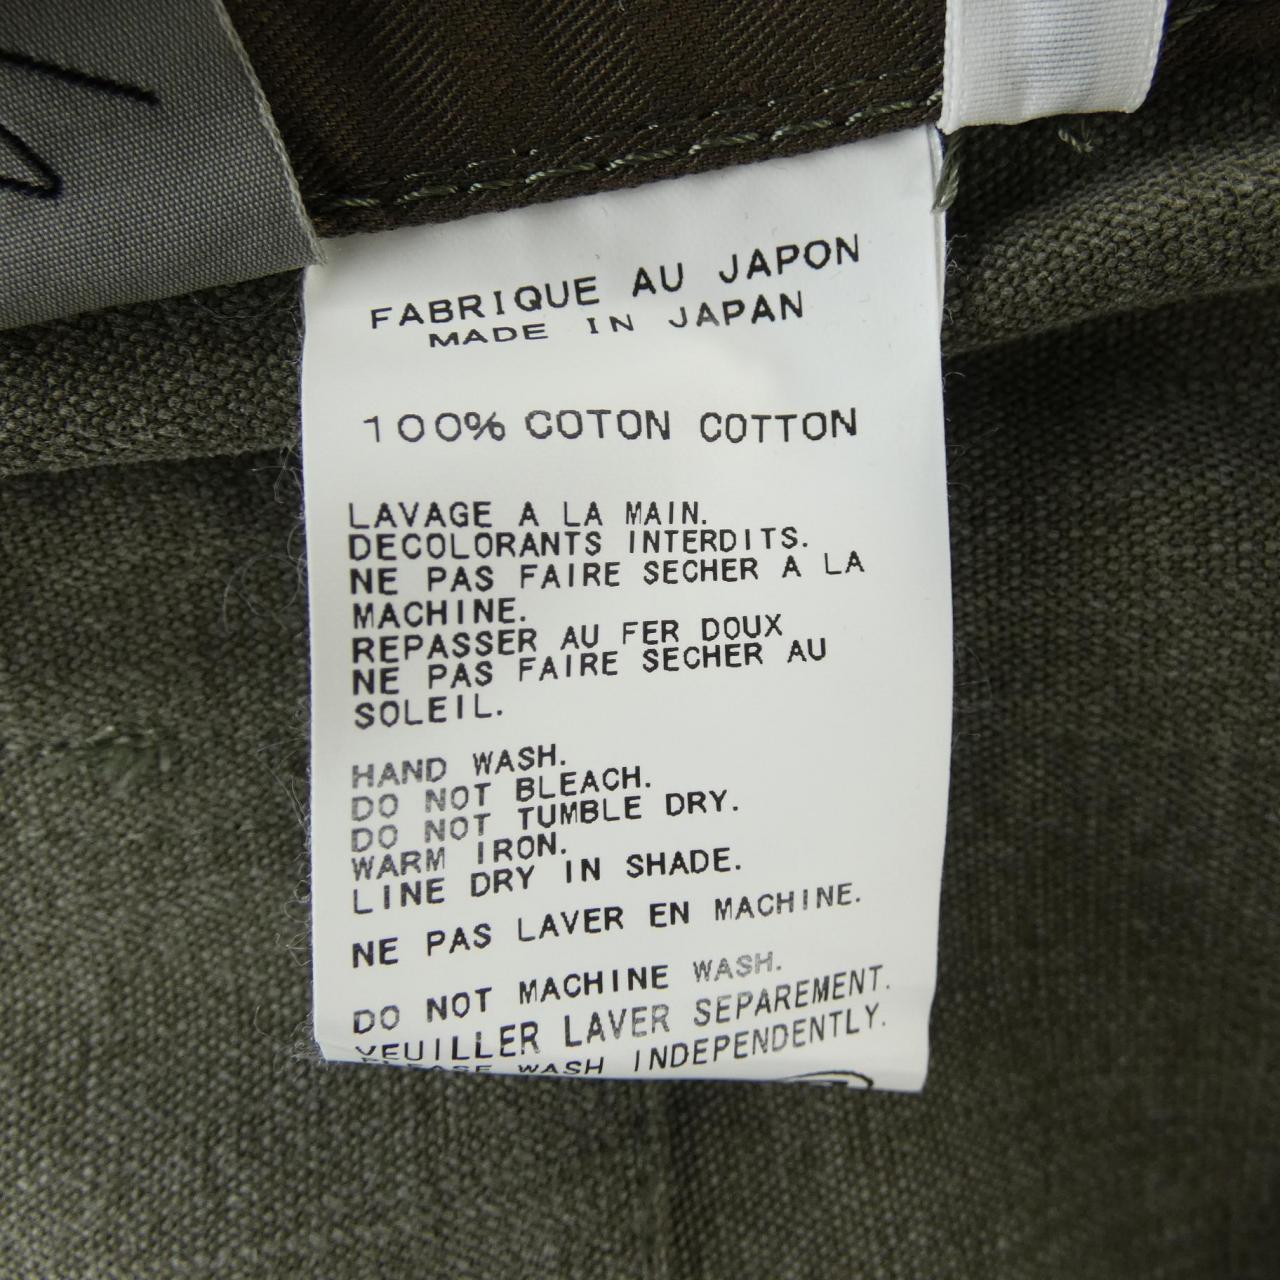 FABRIQUE AU JAPON
MADE IN JAPAN
100% COTON COTTON
LAVAGE A LA MAIN.
DECOLORANTS INTERDITS.
NE PAS FAIRE SECHER A LA
MACHINE.
REPASSER AU FER DOUX
NE PAS FAIRE SECHER AU
SOLEIL.
HAND WASH.
DO NOT BLEACH.
DO NOT TUMBLE DRY.
WARM IRON.
LINE DRY IN SHADE.
NE PAS LAVER EN MACHINE.
DO NOT MACHINE WASH.
VEUILLER LAVER SEPAREMENT.
PLEASE WASH INDEPENDENTLY.